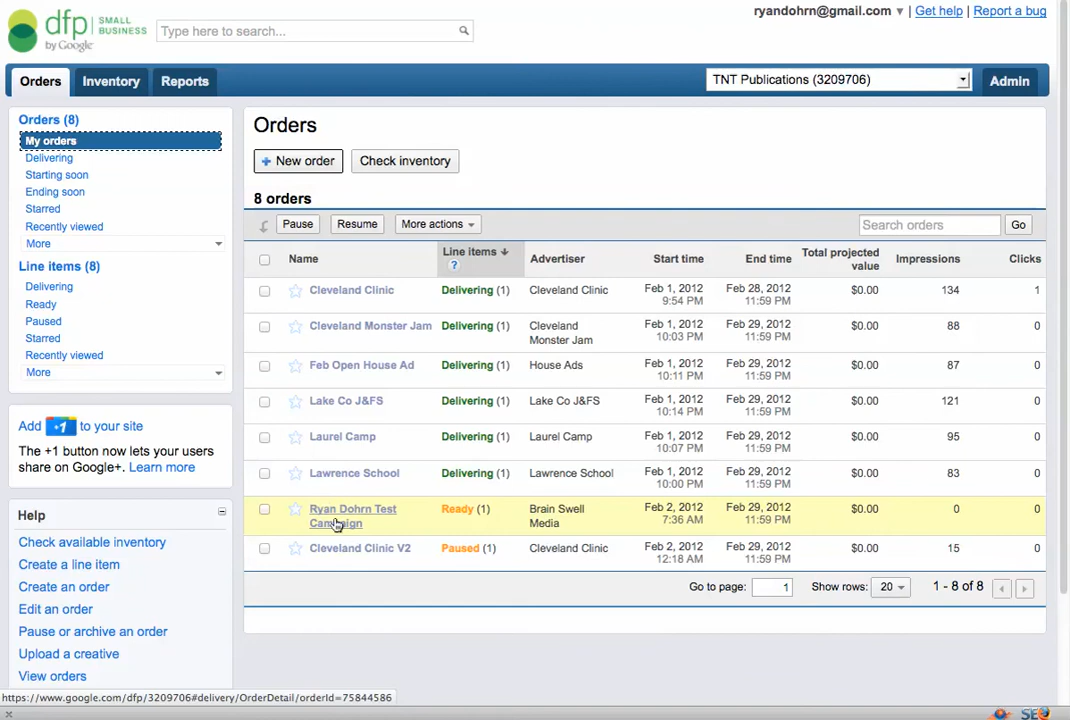 dfp SMALL BUSINESS
by Google
Type here to search...
ryandohrn@gmail.com ▾ | Get help | Report a bug
Orders
Inventory
Reports
TNT Publications (3209706)
Admin
Orders (8)
My orders
Delivering
Starting soon
Ending soon
Starred
Recently viewed
More
Line items (8)
Delivering
Ready
Paused
Starred
Recently viewed
More
Add +1 to your site
The +1 button now lets your users
share on Google+. Learn more
Help
Check available inventory
Create a line item
Create an order
Edit an order
Pause or archive an order
Upload a creative
View orders
Orders
+ New order
Check inventory
8 orders
Pause
Resume
More actions
Search orders
Go
Name Line items ↓ ? Advertiser Start time End time Total projected value Impressions Clicks
Cleveland Clinic Delivering (1) Cleveland Clinic Feb 1, 2012 Feb 28, 2012 $0.00 134 1
9:54 PM 11:59 PM
Cleveland Monster Jam Delivering (1) Cleveland Feb 1, 2012 Feb 29, 2012 $0.00 88 0
Monster Jam 10:03 PM 11:59 PM
Feb Open House Ad Delivering (1) House Ads Feb 1, 2012 Feb 29, 2012 $0.00 87 0
10:11 PM 11:59 PM
Lake Co J&FS Delivering (1) Lake Co J&FS Feb 1, 2012 Feb 29, 2012 $0.00 121 0
10:14 PM 11:59 PM
Laurel Camp Delivering (1) Laurel Camp Feb 1, 2012 Feb 29, 2012 $0.00 95 0
10:07 PM 11:59 PM
Lawrence School Delivering (1) Lawrence School Feb 1, 2012 Feb 29, 2012 $0.00 83 0
10:00 PM 11:59 PM
Ryan Dohrn Test Ready (1) Brain Swell Feb 2, 2012 Feb 29, 2012 $0.00 0 0
Campaign Media 7:36 AM 11:59 PM
Cleveland Clinic V2 Paused (1) Cleveland Clinic Feb 2, 2012 Feb 29, 2012 $0.00 15 0
12:18 AM 11:59 PM
Go to page: 1 Show rows: 20 1 - 8 of 8
https://www.google.com/dfp/3209706#delivery/OrderDetail/orderId=75844586
SEO